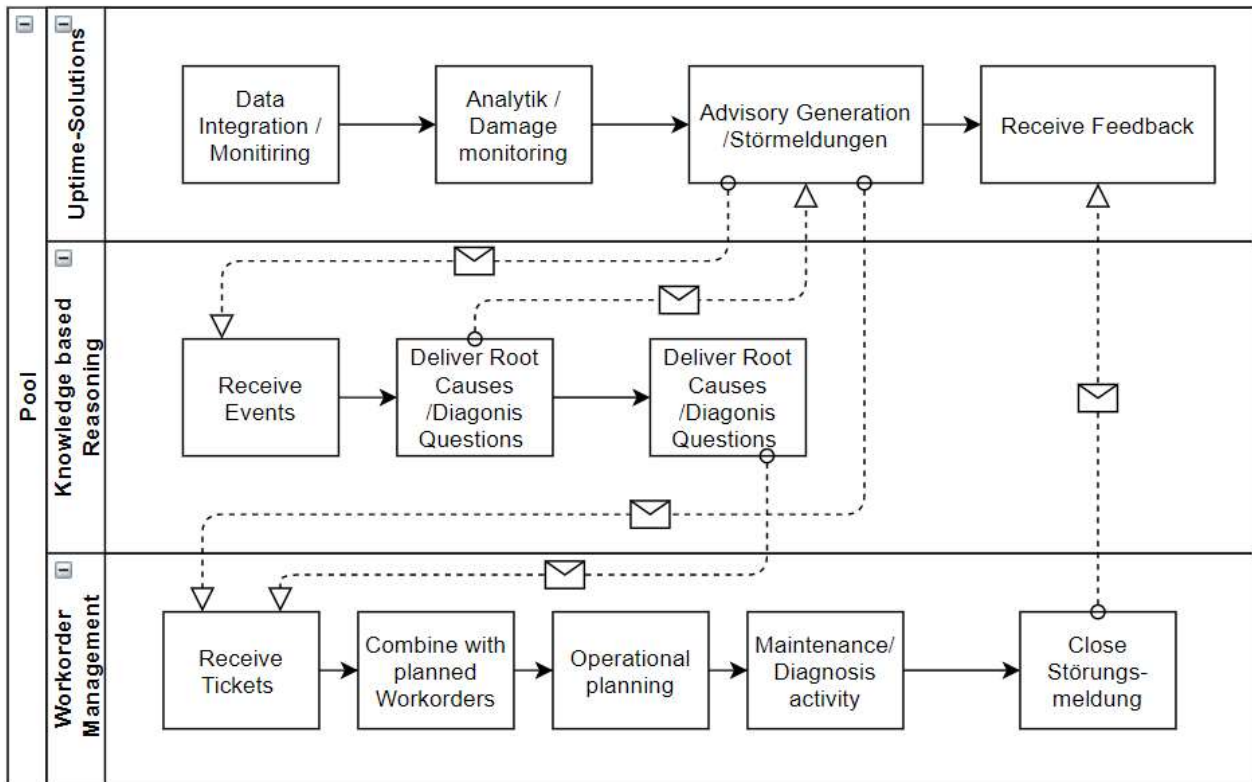 Pool
Uptime-Solutions
Data
Integration /
Monitiring
Analytik /
Damage
monitoring
Advisory Generation
/Störmeldungen
Receive Feedback
Knowledge based
Reasoning
Receive
Events
Deliver Root
Causes
/Diagonis
Questions
Deliver Root
Causes
/Diagonis
Questions
Workorder
Management
Receive
Tickets
Combine with
planned
Workorders
Operational
planning
Maintenance/
Diagnosis
activity
Close
Störungs-
meldung